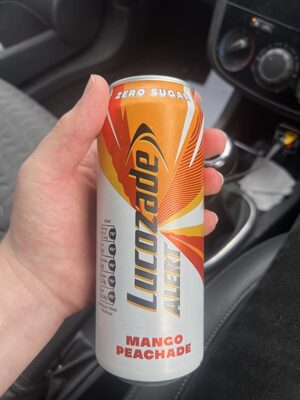 ZERO SUGAR
Lucozade
ALERT
MANGO
PEACHADE